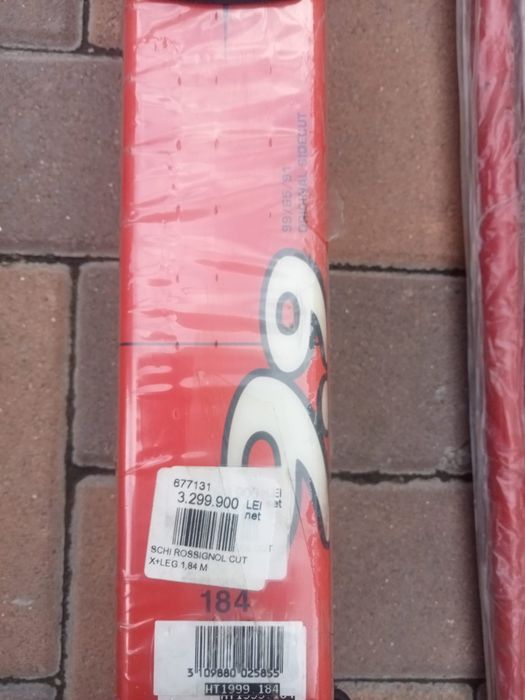 99/65/91
ORIGINAL SIDECUT
677131
3.299.900 LEI
net
SCHI ROSSIGNOL CUT
X+LEG 1,84 M
184
3 109880 025855
HT1999 184